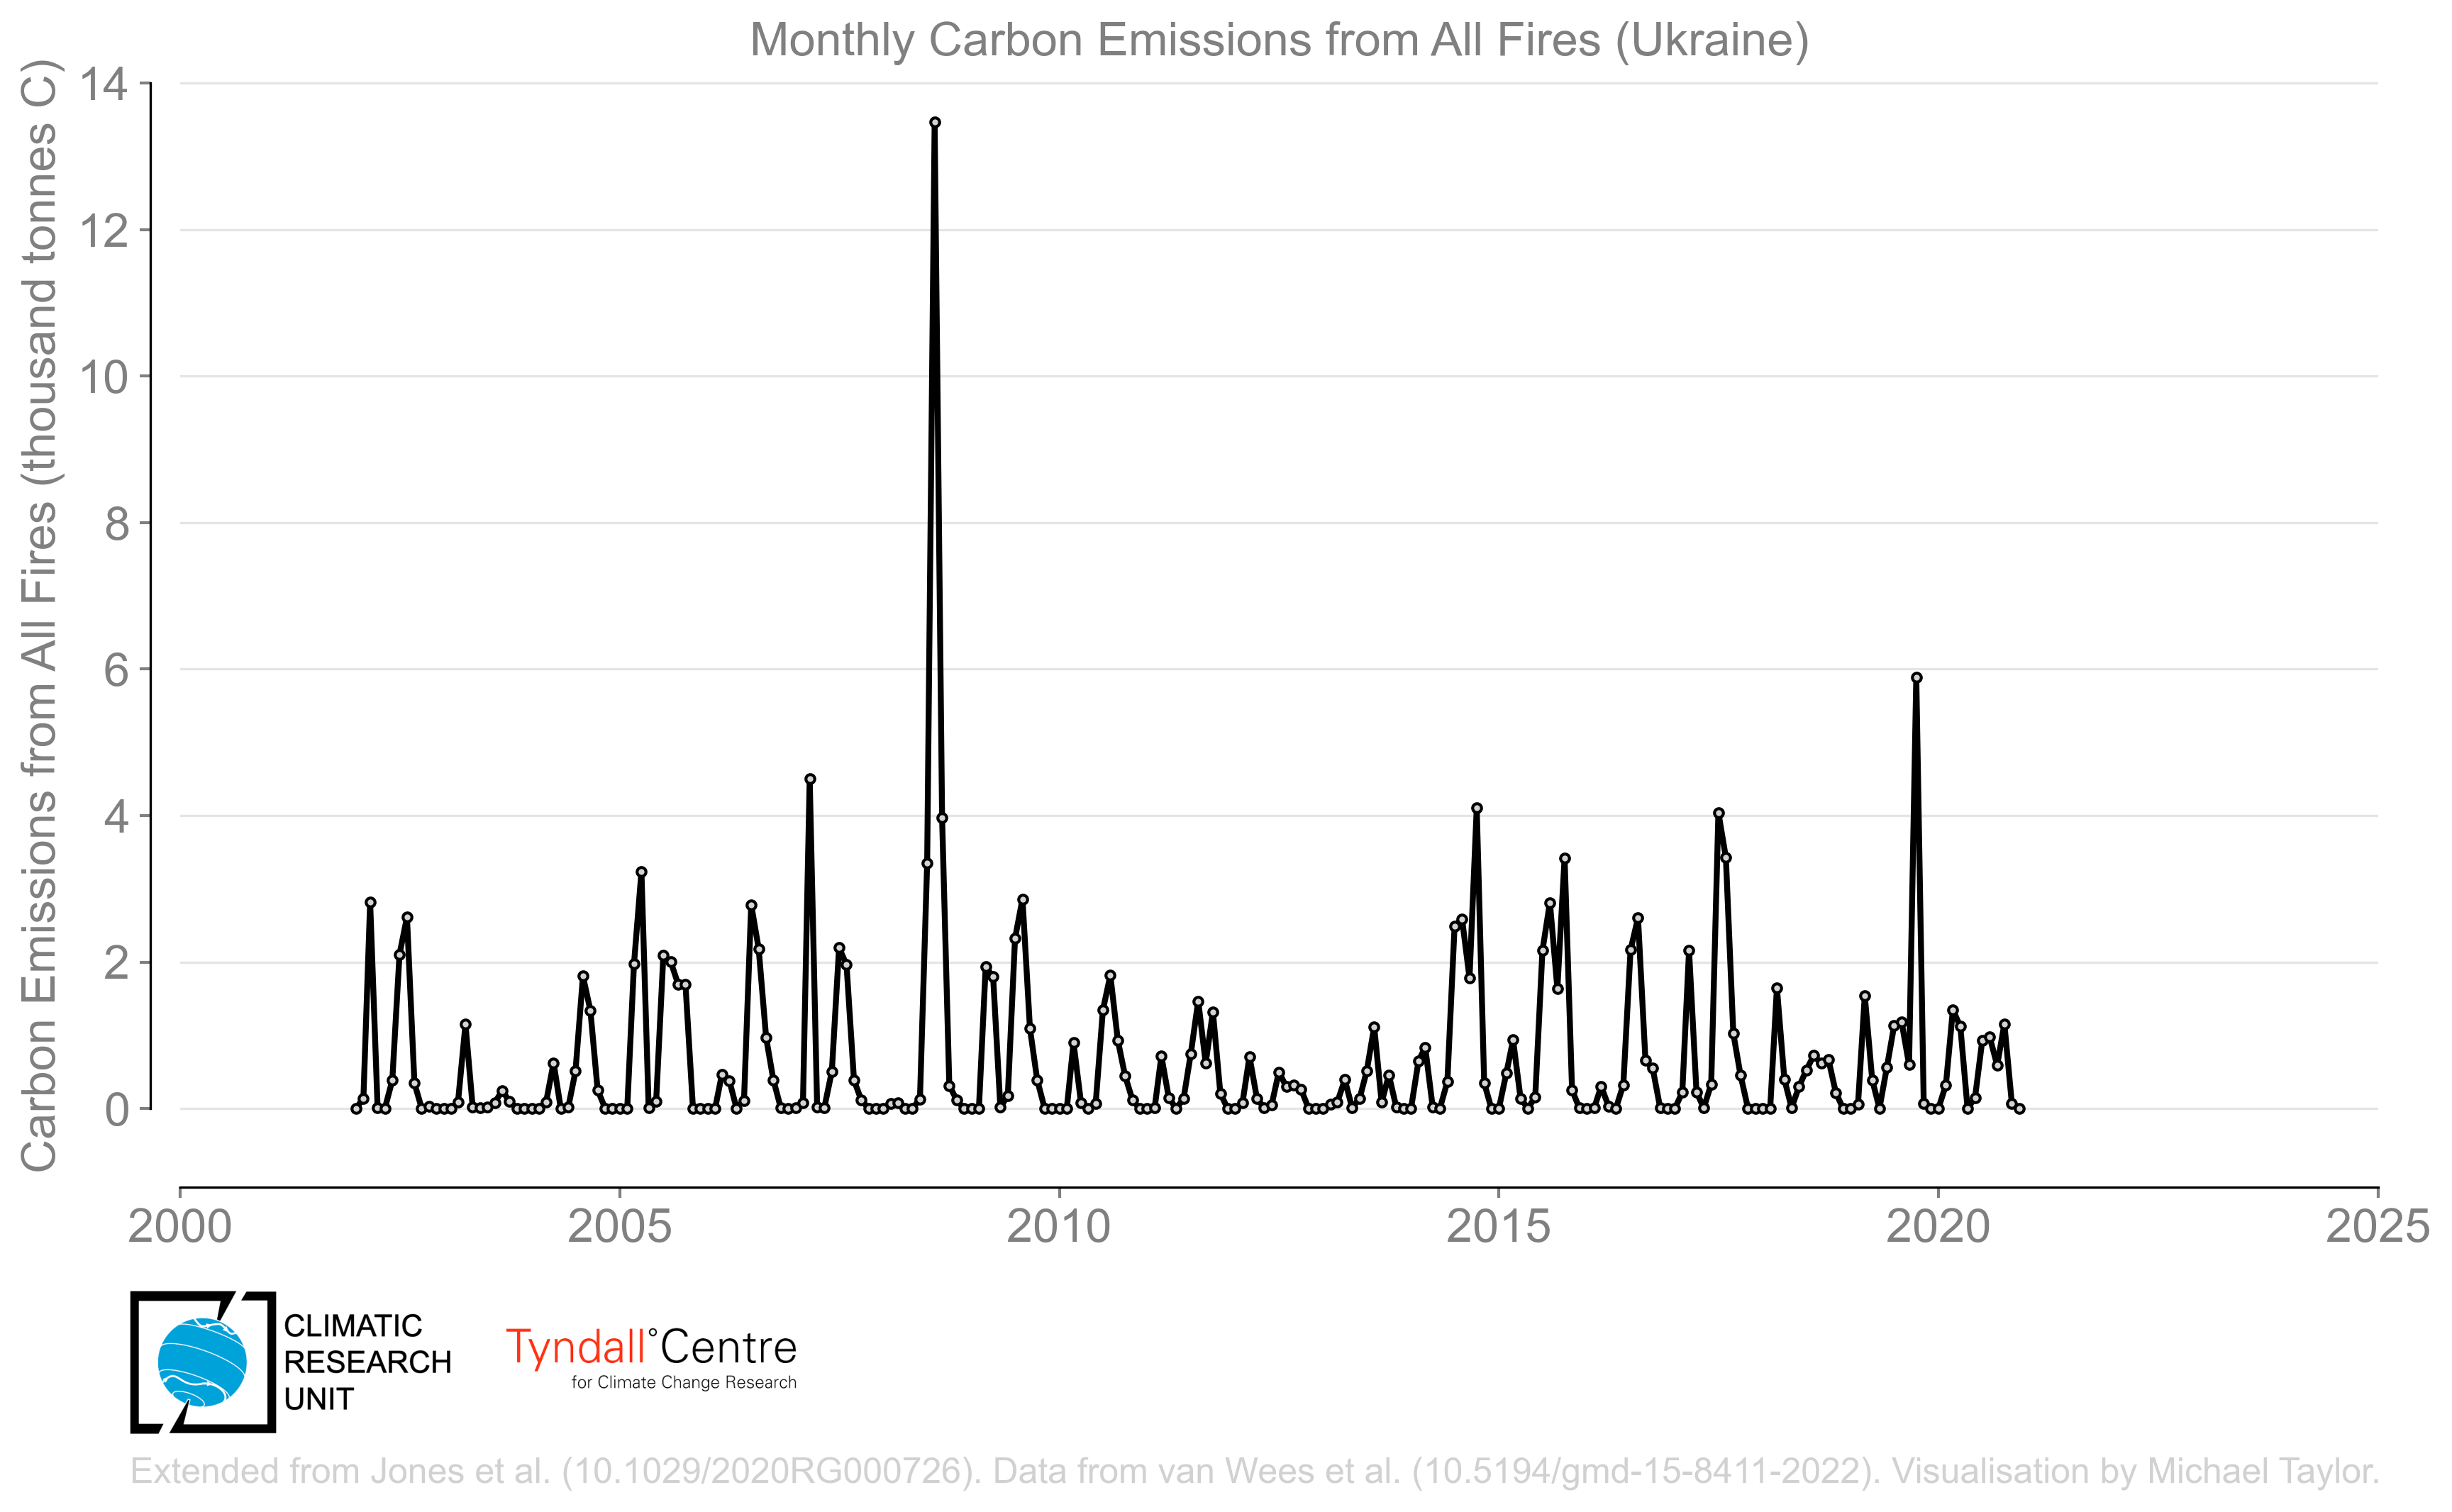 Monthly Carbon Emissions from All Fires (Ukraine)
Carbon Emissions from All Fires (thousand tonnes C)
14
12
10
8
6
4
2
0
2000 2005 2010 2015 2020 2025
CLIMATIC
RESEARCH
UNIT
Tyndall°Centre
for Climate Change Research
Extended from Jones et al. (10.1029/2020RG000726). Data from van Wees et al. (10.5194/gmd-15-8411-2022). Visualisation by Michael Taylor.